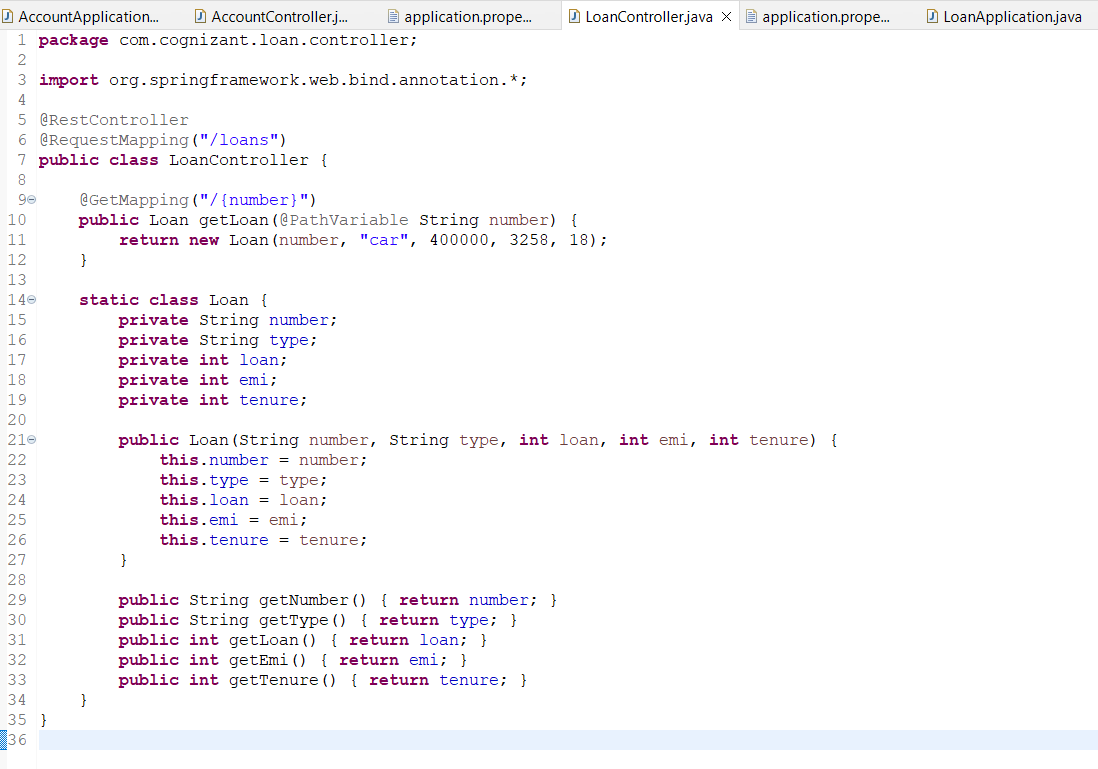 AccountApplication... AccountController.j... application.prope... LoanController.java application.prope... LoanApplication.java
1 package com.cognizant.loan.controller;
2
3 import org.springframework.web.bind.annotation.*;
4
5 @RestController
6 @RequestMapping("/loans")
7 public class LoanController {
8
9 @GetMapping("/{number}")
10 public Loan getLoan(@PathVariable String number) {
11 return new Loan(number, "car", 400000, 3258, 18);
12 }
13
14 static class Loan {
15 private String number;
16 private String type;
17 private int loan;
18 private int emi;
19 private int tenure;
20
21 public Loan(String number, String type, int loan, int emi, int tenure) {
22 this.number = number;
23 this.type = type;
24 this.loan = loan;
25 this.emi = emi;
26 this.tenure = tenure;
27 }
28
29 public String getNumber() { return number; }
30 public String getType() { return type; }
31 public int getLoan() { return loan; }
32 public int getEmi() { return emi; }
33 public int getTenure() { return tenure; }
34 }
35 }
36